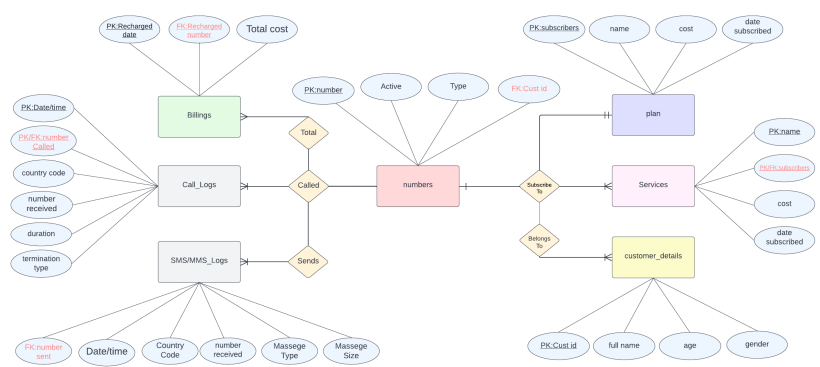 PK:Recharged
date
FK:Recharged
number
Total cost
PK:subscribers
name
cost
date
subscribed
PK:number
Active
Type
FK:Cust id
PK:Date/time
Billings
plan
Total
PK:name
PK/FK:number
Called
country code
Call_Logs
Called
numbers
Subscribe
To
Services
PK/FK:subscribers
number
received
cost
duration
date
subscribed
Belongs
To
termination
type
SMS/MMS_Logs
Sends
customer_details
FK:number
sent
Date/time
Country
Code
number
received
Massege
Type
Massege
Size
PK:Cust id
full name
age
gender